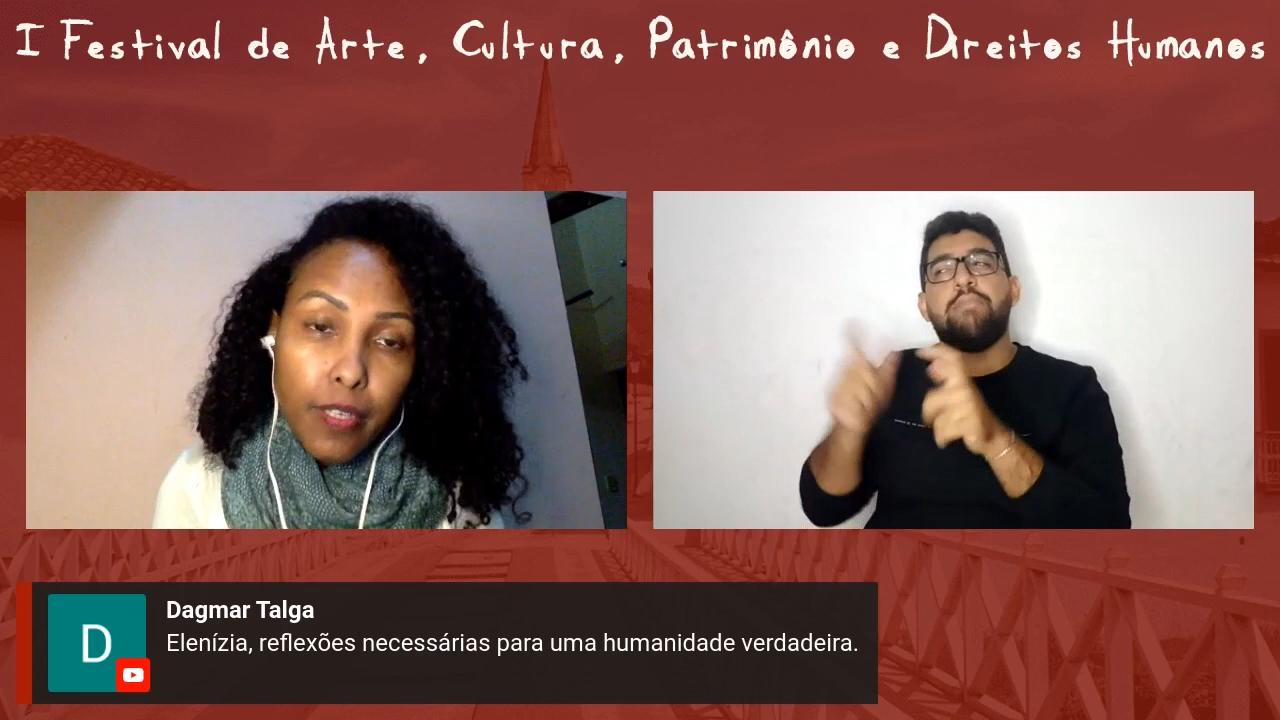 I Festival de Arte, Cultura, Patrimônio e Direitos Humanos
D
Dagmar Talga
Elenízia, reflexões necessárias para uma humanidade verdadeira.